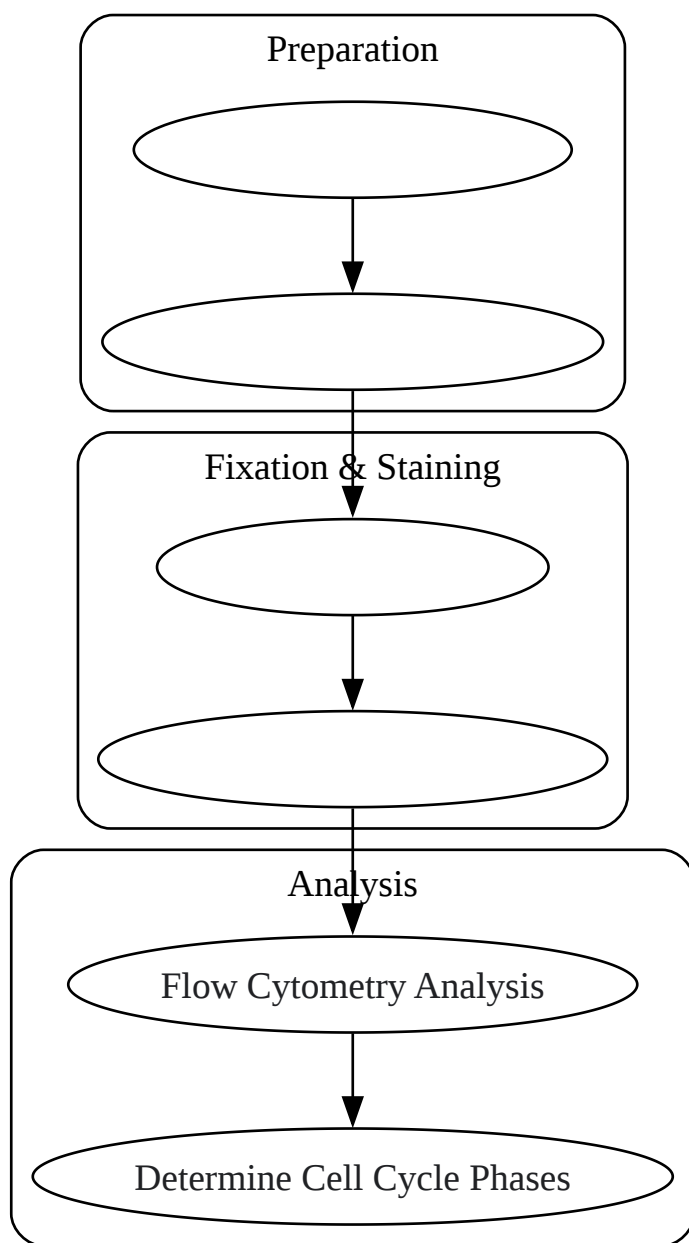 Preparation
Fixation & Staining
Analysis
Flow Cytometry Analysis
Determine Cell Cycle Phases